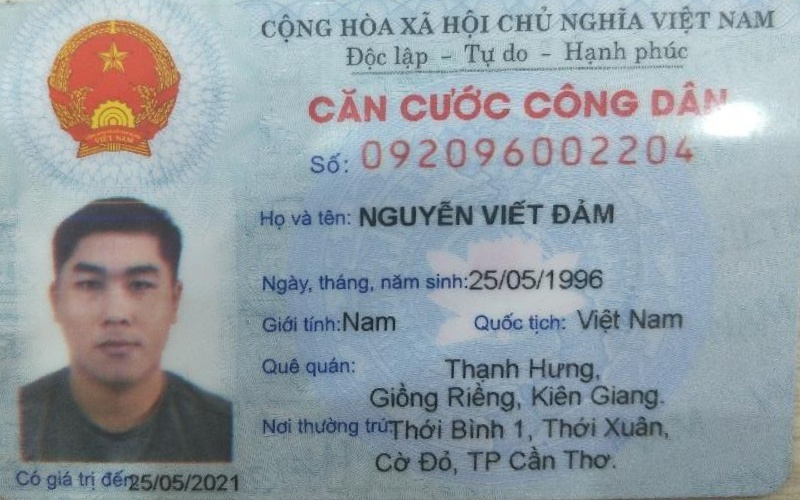 CỘNG HÒA XÃ HỘI CHỦ NGHĨA VIỆT NAM
Độc lập - Tự do - Hạnh phúc
CĂN CƯỚC CÔNG DÂN
Số: 092096002204
Họ và tên: NGUYỄN VIẾT ĐẢM
Ngày, tháng, năm sinh: 25/05/1996
Giới tính: Nam Quốc tịch: Việt Nam
Quê quán: Thạnh Hưng,
Giồng Riềng, Kiên Giang.
Nơi thường trú: Thới Bình 1, Thới Xuân,
Cờ Đỏ, TP Cần Thơ.
Có giá trị đến 25/05/2021
VIỆT NAM